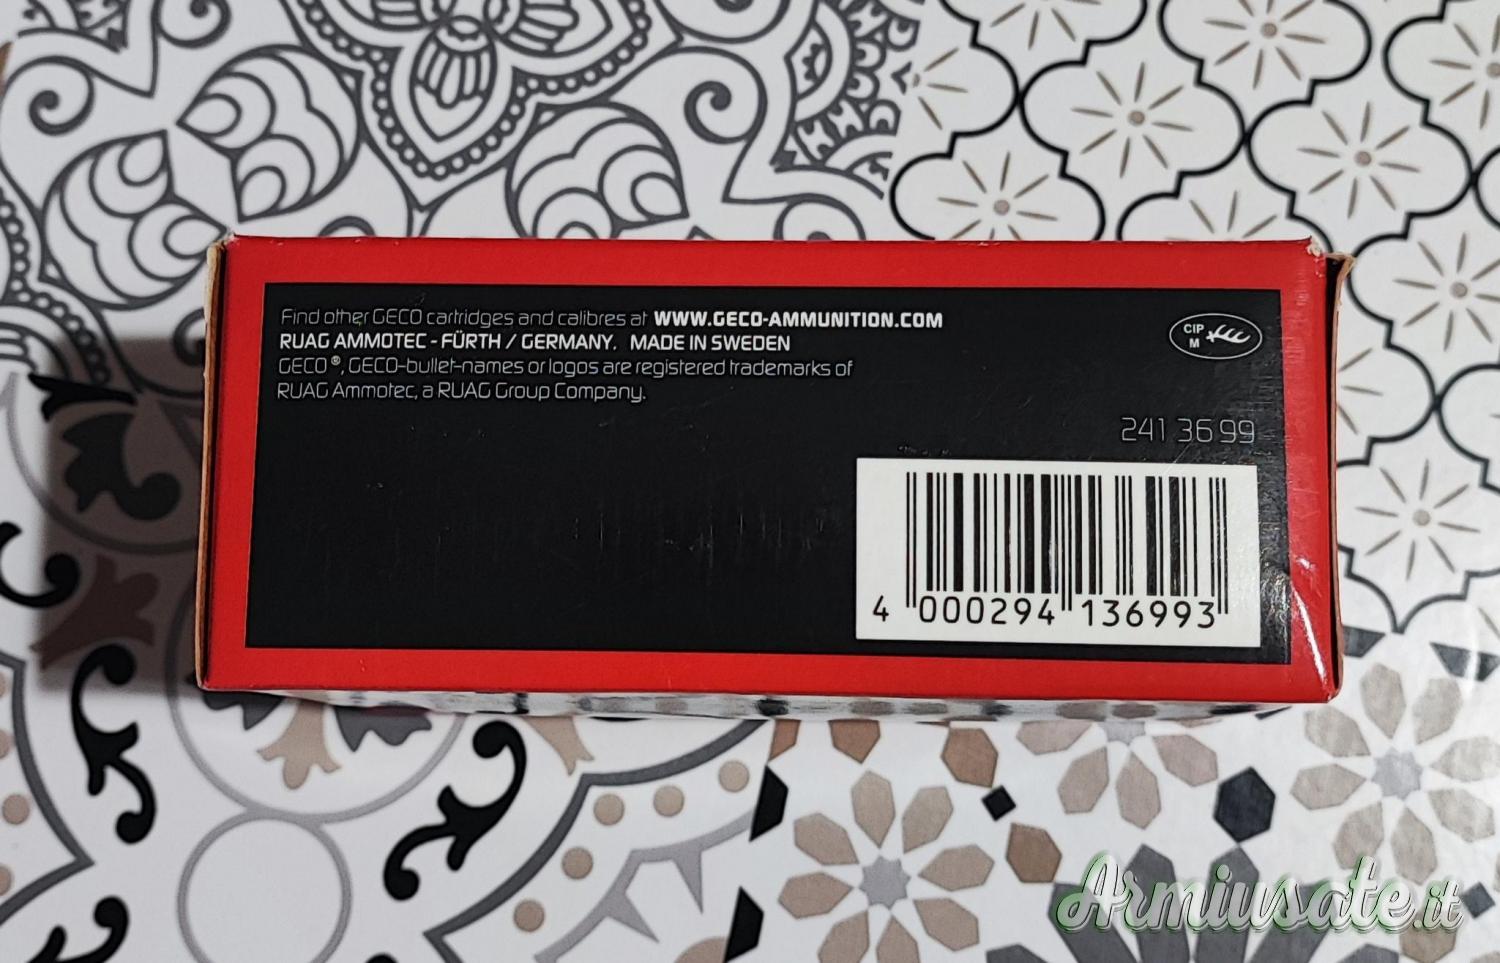 Find other GECO cartridges and calibres at WWW.GECO-AMMUNITION.COM
RUAG AMMOTEC - FÜRTH / GERMANY. MADE IN SWEDEN
GECO®, GECO-bullet-names or logos are registered trademarks of
RUAG Ammotec, a RUAG Group Company.
CIP
M
241 36 99
4 000294 136993
Armiusate.it